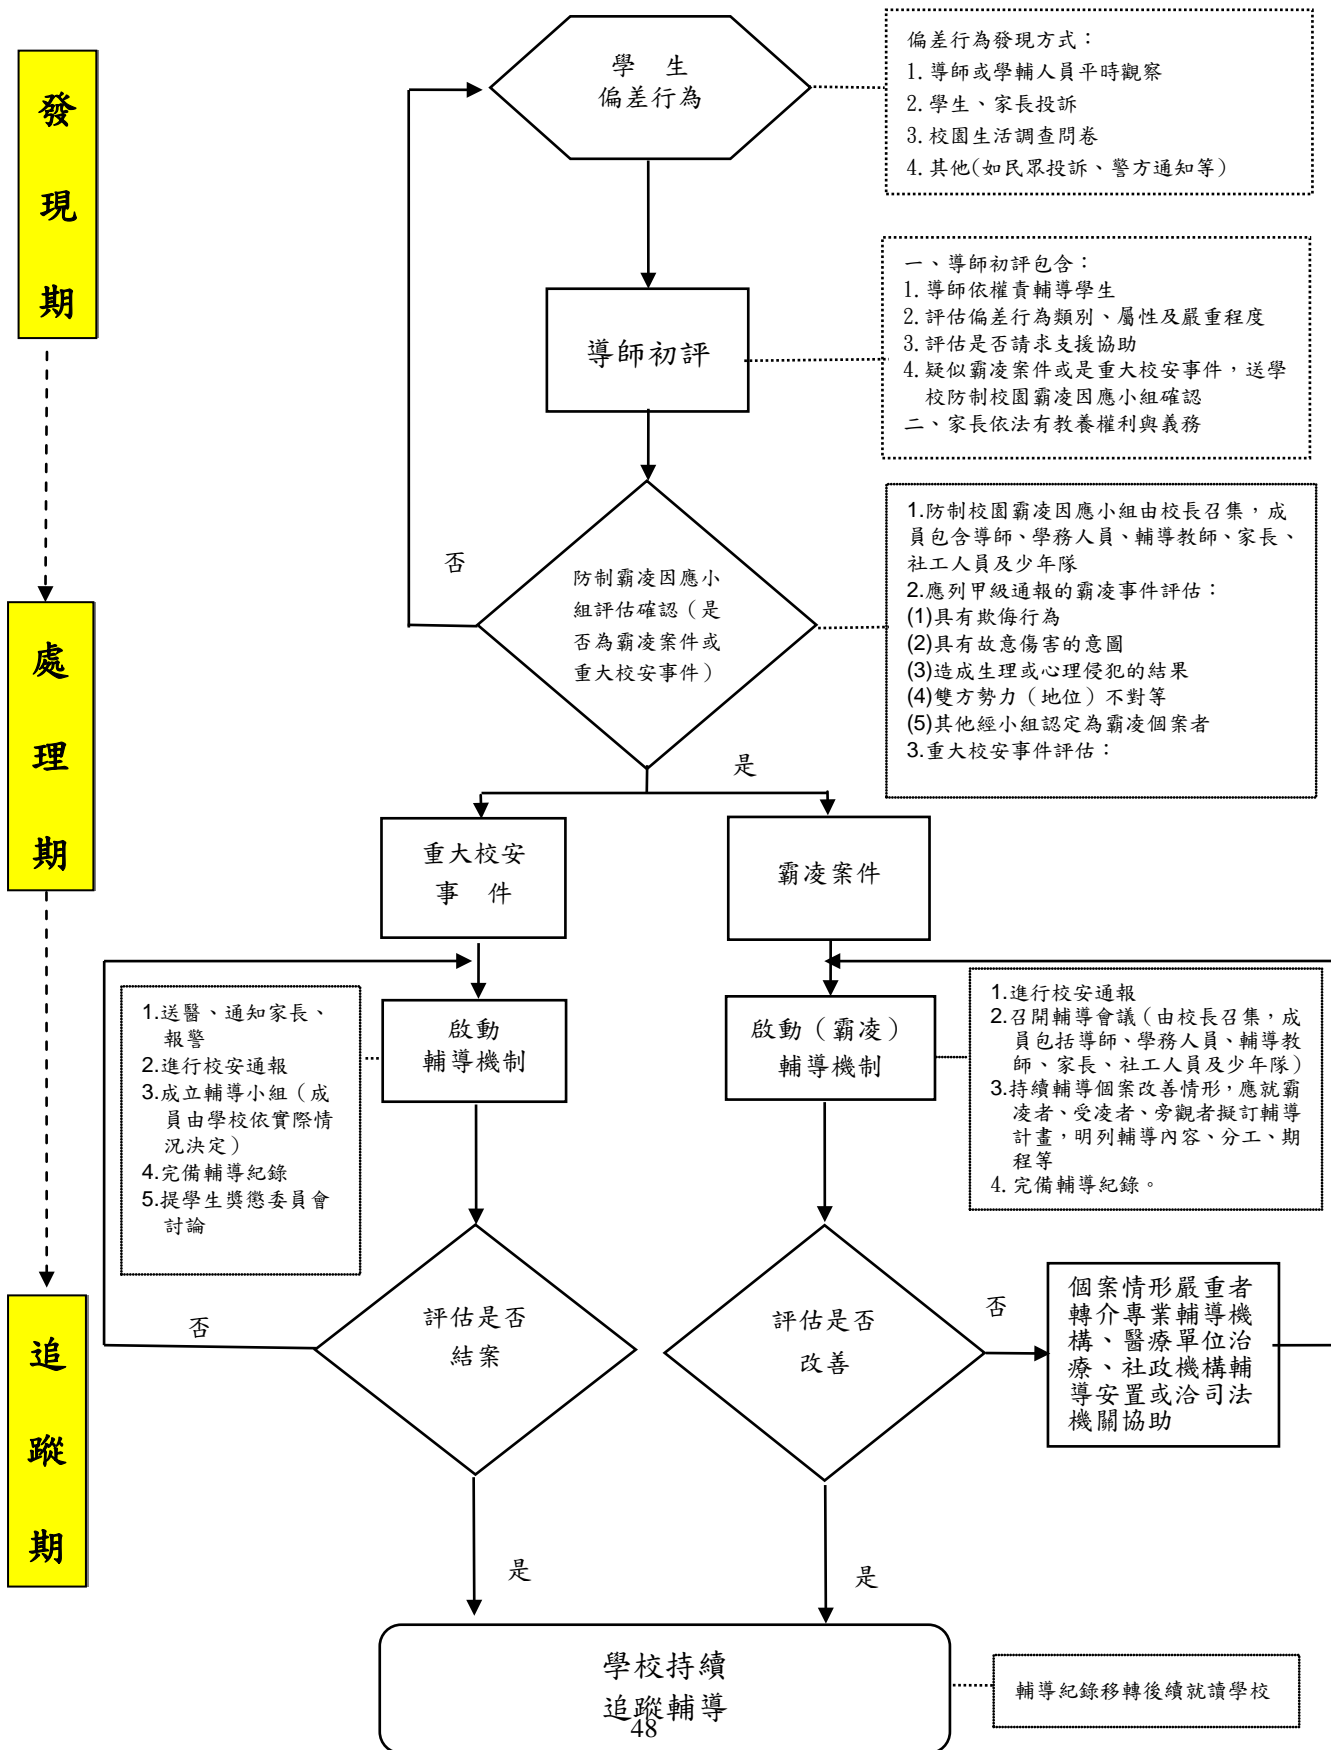 發
現
期
處
理
期
追
蹤
期
學　生
偏差行為
偏差行為發現方式：
1. 導師或學輔人員平時觀察
2. 學生、家長投訴
3. 校園生活調查問卷
4. 其他(如民眾投訴、警方通知等)
導師初評
一、導師初評包含：
1. 導師依權責輔導學生
2. 評估偏差行為類別、屬性及嚴重程度
3. 評估是否請求支援協助
4. 疑似霸凌案件或是重大校安事件，送學
校防制校園霸凌因應小組確認
二、家長依法有教養權利與義務
否
防制霸凌因應小
組評估確認（是
否為霸凌案件或
重大校安事件）
1.防制校園霸凌因應小組由校長召集，成
員包含導師、學務人員、輔導教師、家長、
社工人員及少年隊
2.應列甲級通報的霸凌事件評估：
(1)具有欺侮行為
(2)具有故意傷害的意圖
(3)造成生理或心理侵犯的結果
(4)雙方勢力（地位）不對等
(5)其他經小組認定為霸凌個案者
3.重大校安事件評估：
是
重大校安
事　件
霸凌案件
1.送醫、通知家長、
報警
2.進行校安通報
3.成立輔導小組（成
員由學校依實際情
況決定）
4.完備輔導紀錄
5.提學生獎懲委員會
討論
啟動
輔導機制
啟動（霸凌）
輔導機制
1.進行校安通報
2.召開輔導會議（由校長召集，成
員包括導師、學務人員、輔導教
師、家長、社工人員及少年隊）
3.持續輔導個案改善情形，應就霸
凌者、受凌者、旁觀者擬訂輔導
計畫，明列輔導內容、分工、期
程等
4. 完備輔導紀錄。
否
評估是否
結案
評估是否
改善
否
個案情形嚴重者
轉介專業輔導機
構、醫療單位治
療、社政機構輔
導安置或洽司法
機關協助
是
是
學校持續
追蹤輔導
輔導紀錄移轉後續就讀學校
48